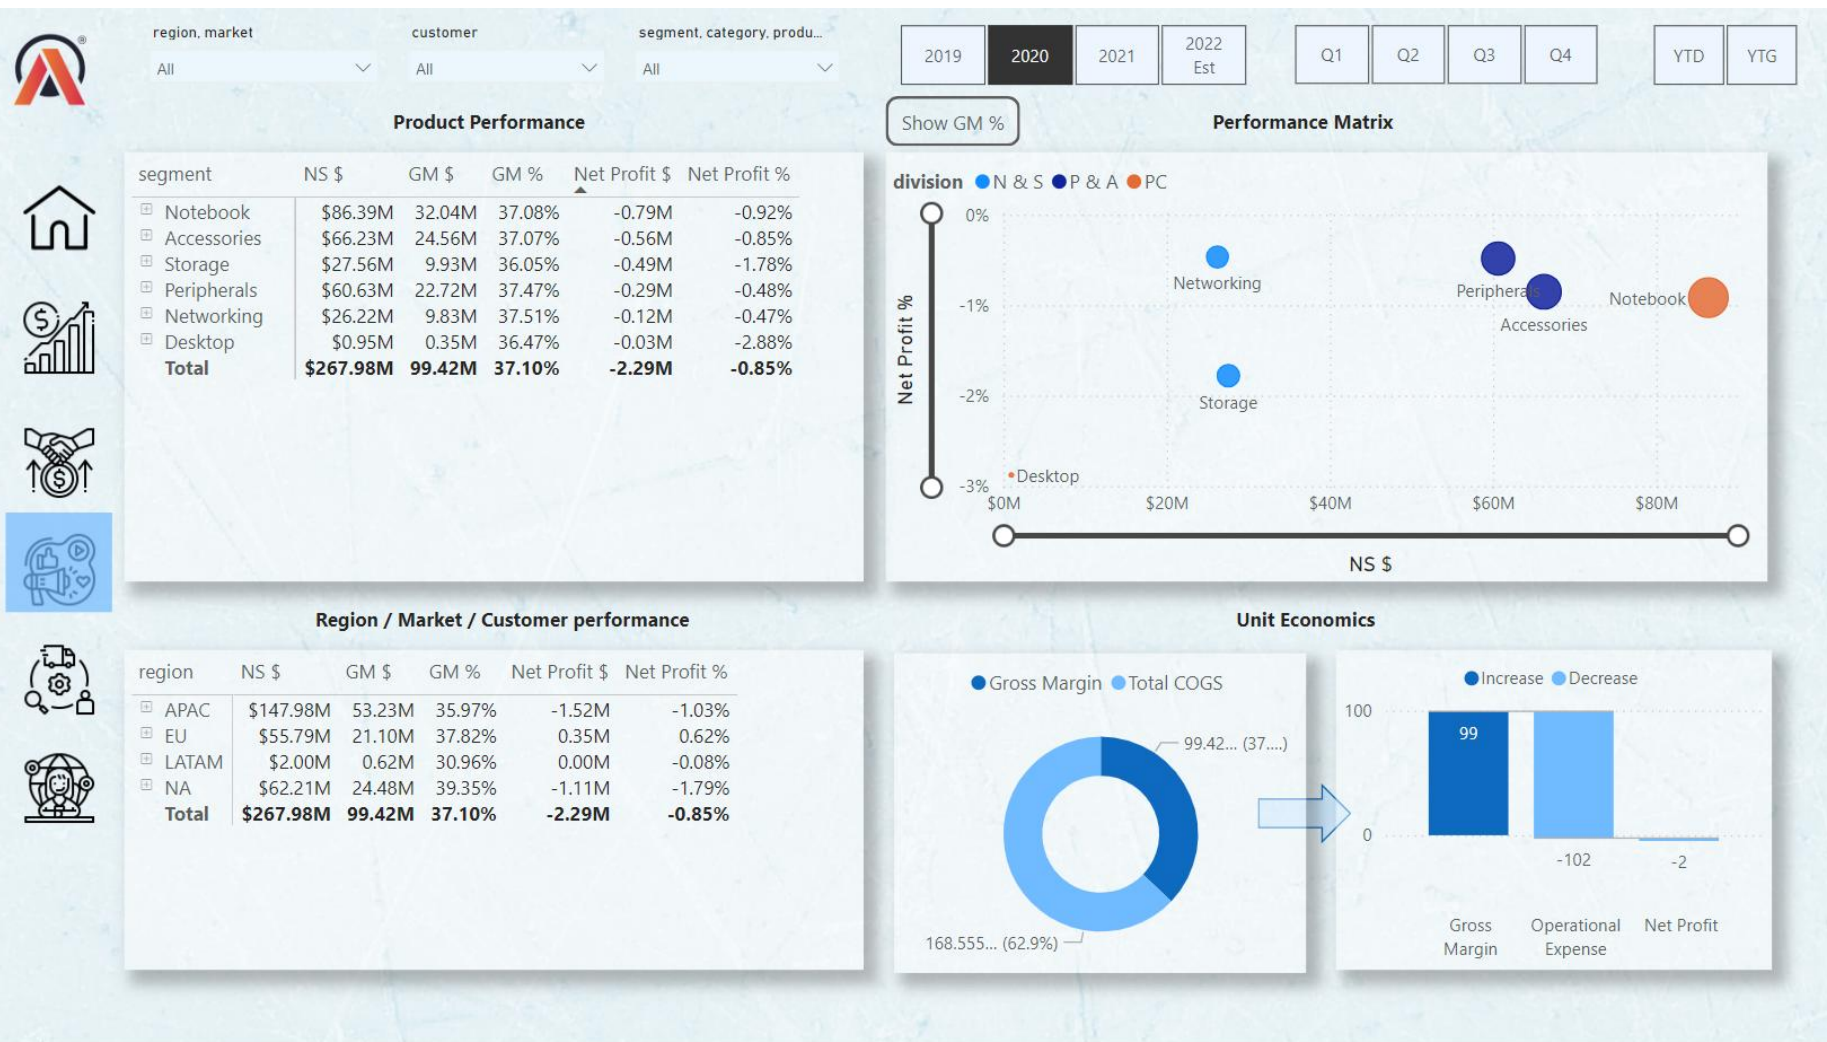 region, market
customer
segment, category, produ...
All
All
All
2019
2020
2021
2022
Est
Q1
Q2
Q3
Q4
YTD
YTG
®
Product Performance
segment NS $ GM $ GM % Net Profit $ Net Profit %
Notebook $86.39M 32.04M 37.08% -0.79M -0.92%
Accessories $66.23M 24.56M 37.07% -0.56M -0.85%
Storage $27.56M 9.93M 36.05% -0.49M -1.78%
Peripherals $60.63M 22.72M 37.47% -0.29M -0.48%
Networking $26.22M 9.83M 37.51% -0.12M -0.47%
Desktop $0.95M 0.35M 36.47% -0.03M -2.88%
Total $267.98M 99.42M 37.10% -2.29M -0.85%
Show GM %
Performance Matrix
division N & S P & A PC
Net Profit %
0%
-1%
-2%
-3%
Networking
Peripherals
Accessories
Notebook
Storage
Desktop
$0M $20M $40M $60M $80M
NS $
Region / Market / Customer performance
region NS $ GM $ GM % Net Profit $ Net Profit %
APAC $147.98M 53.23M 35.97% -1.52M -1.03%
EU $55.79M 21.10M 37.82% 0.35M 0.62%
LATAM $2.00M 0.62M 30.96% 0.00M -0.08%
NA $62.21M 24.48M 39.35% -1.11M -1.79%
Total $267.98M 99.42M 37.10% -2.29M -0.85%
Unit Economics
Gross Margin Total COGS
99.42... (37....)
168.555... (62.9%)
Increase Decrease
100
0
99
-102
-2
Gross
Margin
Operational
Expense
Net Profit